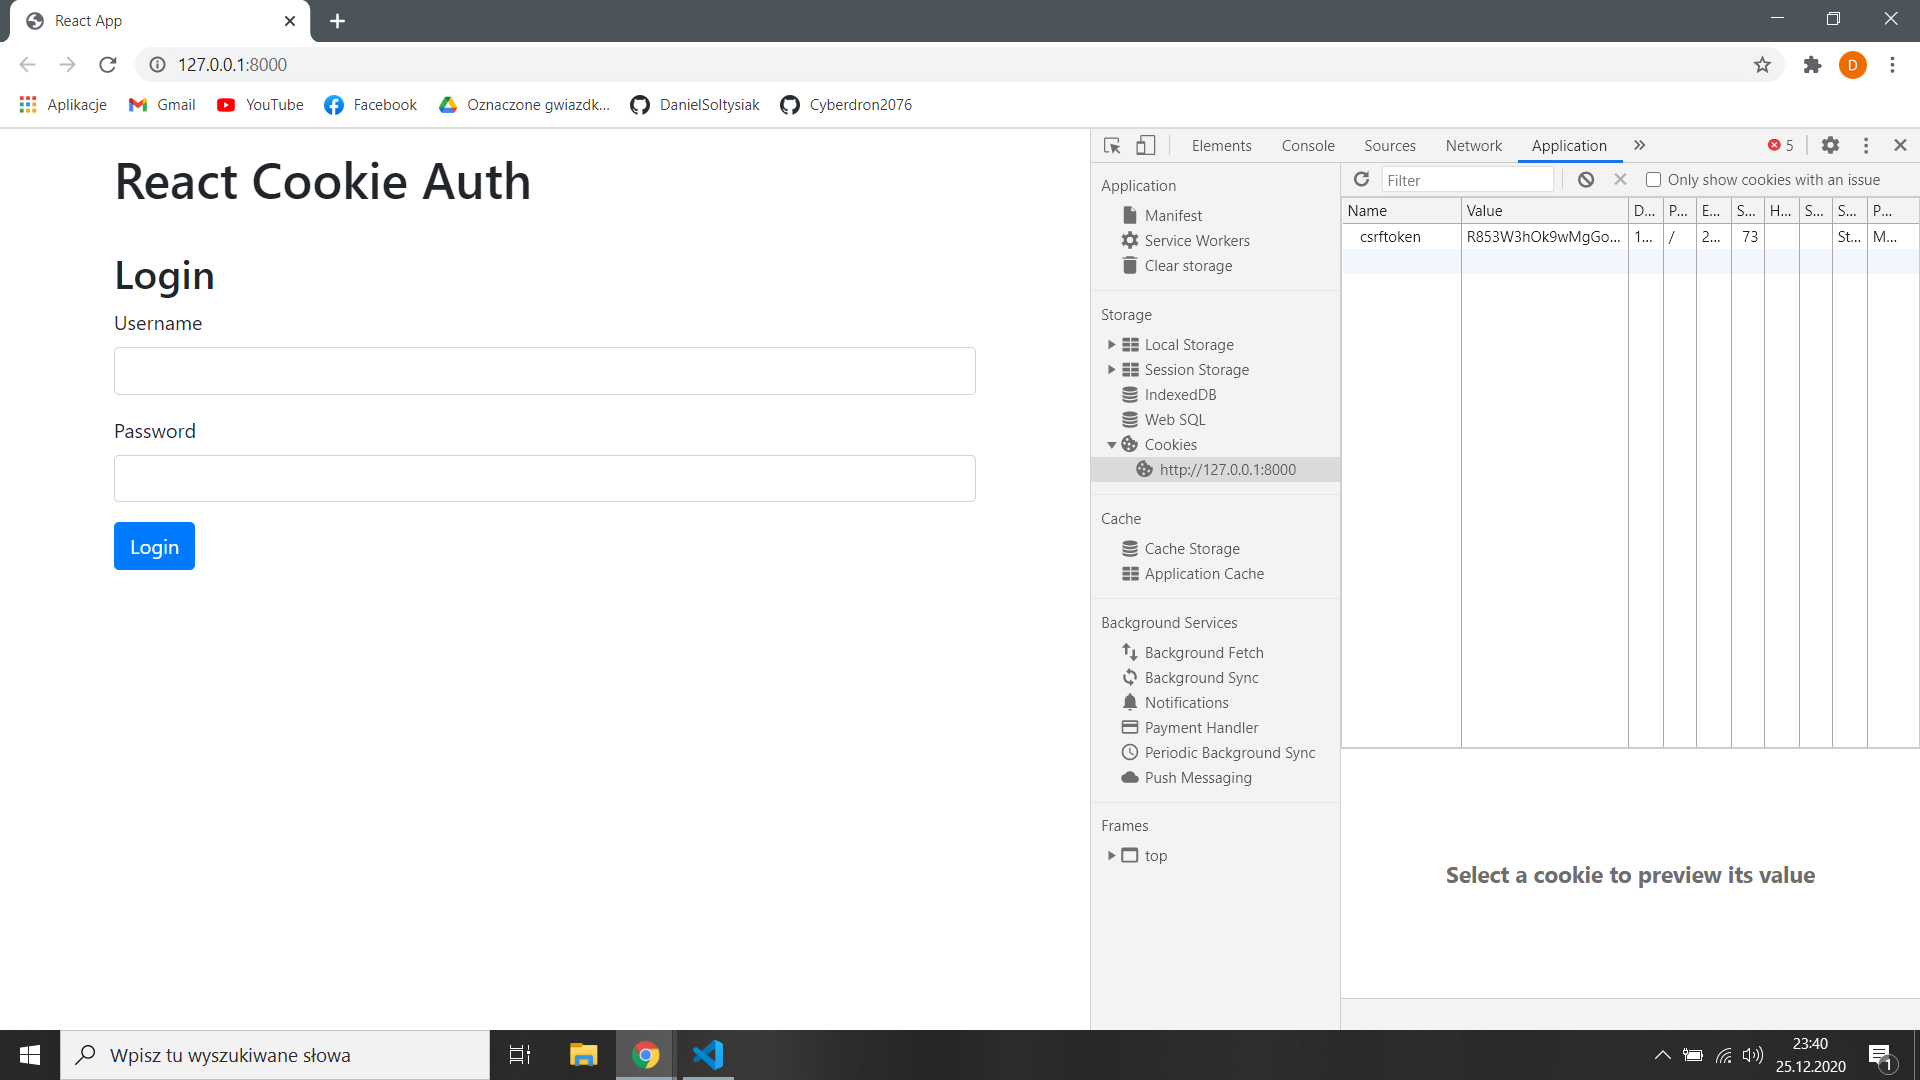 React App
127.0.0.1:8000
D
Aplikacje
Gmail
YouTube
Facebook
Oznaczone gwiazdk...
DanielSoltysiak
Cyberdron2076
React Cookie Auth
Login
Username
Password
Login
Elements
Console
Sources
Network
Application
5
Application
Manifest
Service Workers
Clear storage
Storage
Local Storage
Session Storage
IndexedDB
Web SQL
Cookies
http://127.0.0.1:8000
Cache
Cache Storage
Application Cache
Background Services
Background Fetch
Background Sync
Notifications
Payment Handler
Periodic Background Sync
Push Messaging
Frames
top
Filter
Only show cookies with an issue
Name Value D... P... E... S... H... S... S... P...
csrftoken R853W3hOk9wMgGo... 1... / 2... 73 St... M...
Select a cookie to preview its value
Wpisz tu wyszukiwane słowa
23:40
25.12.2020
1